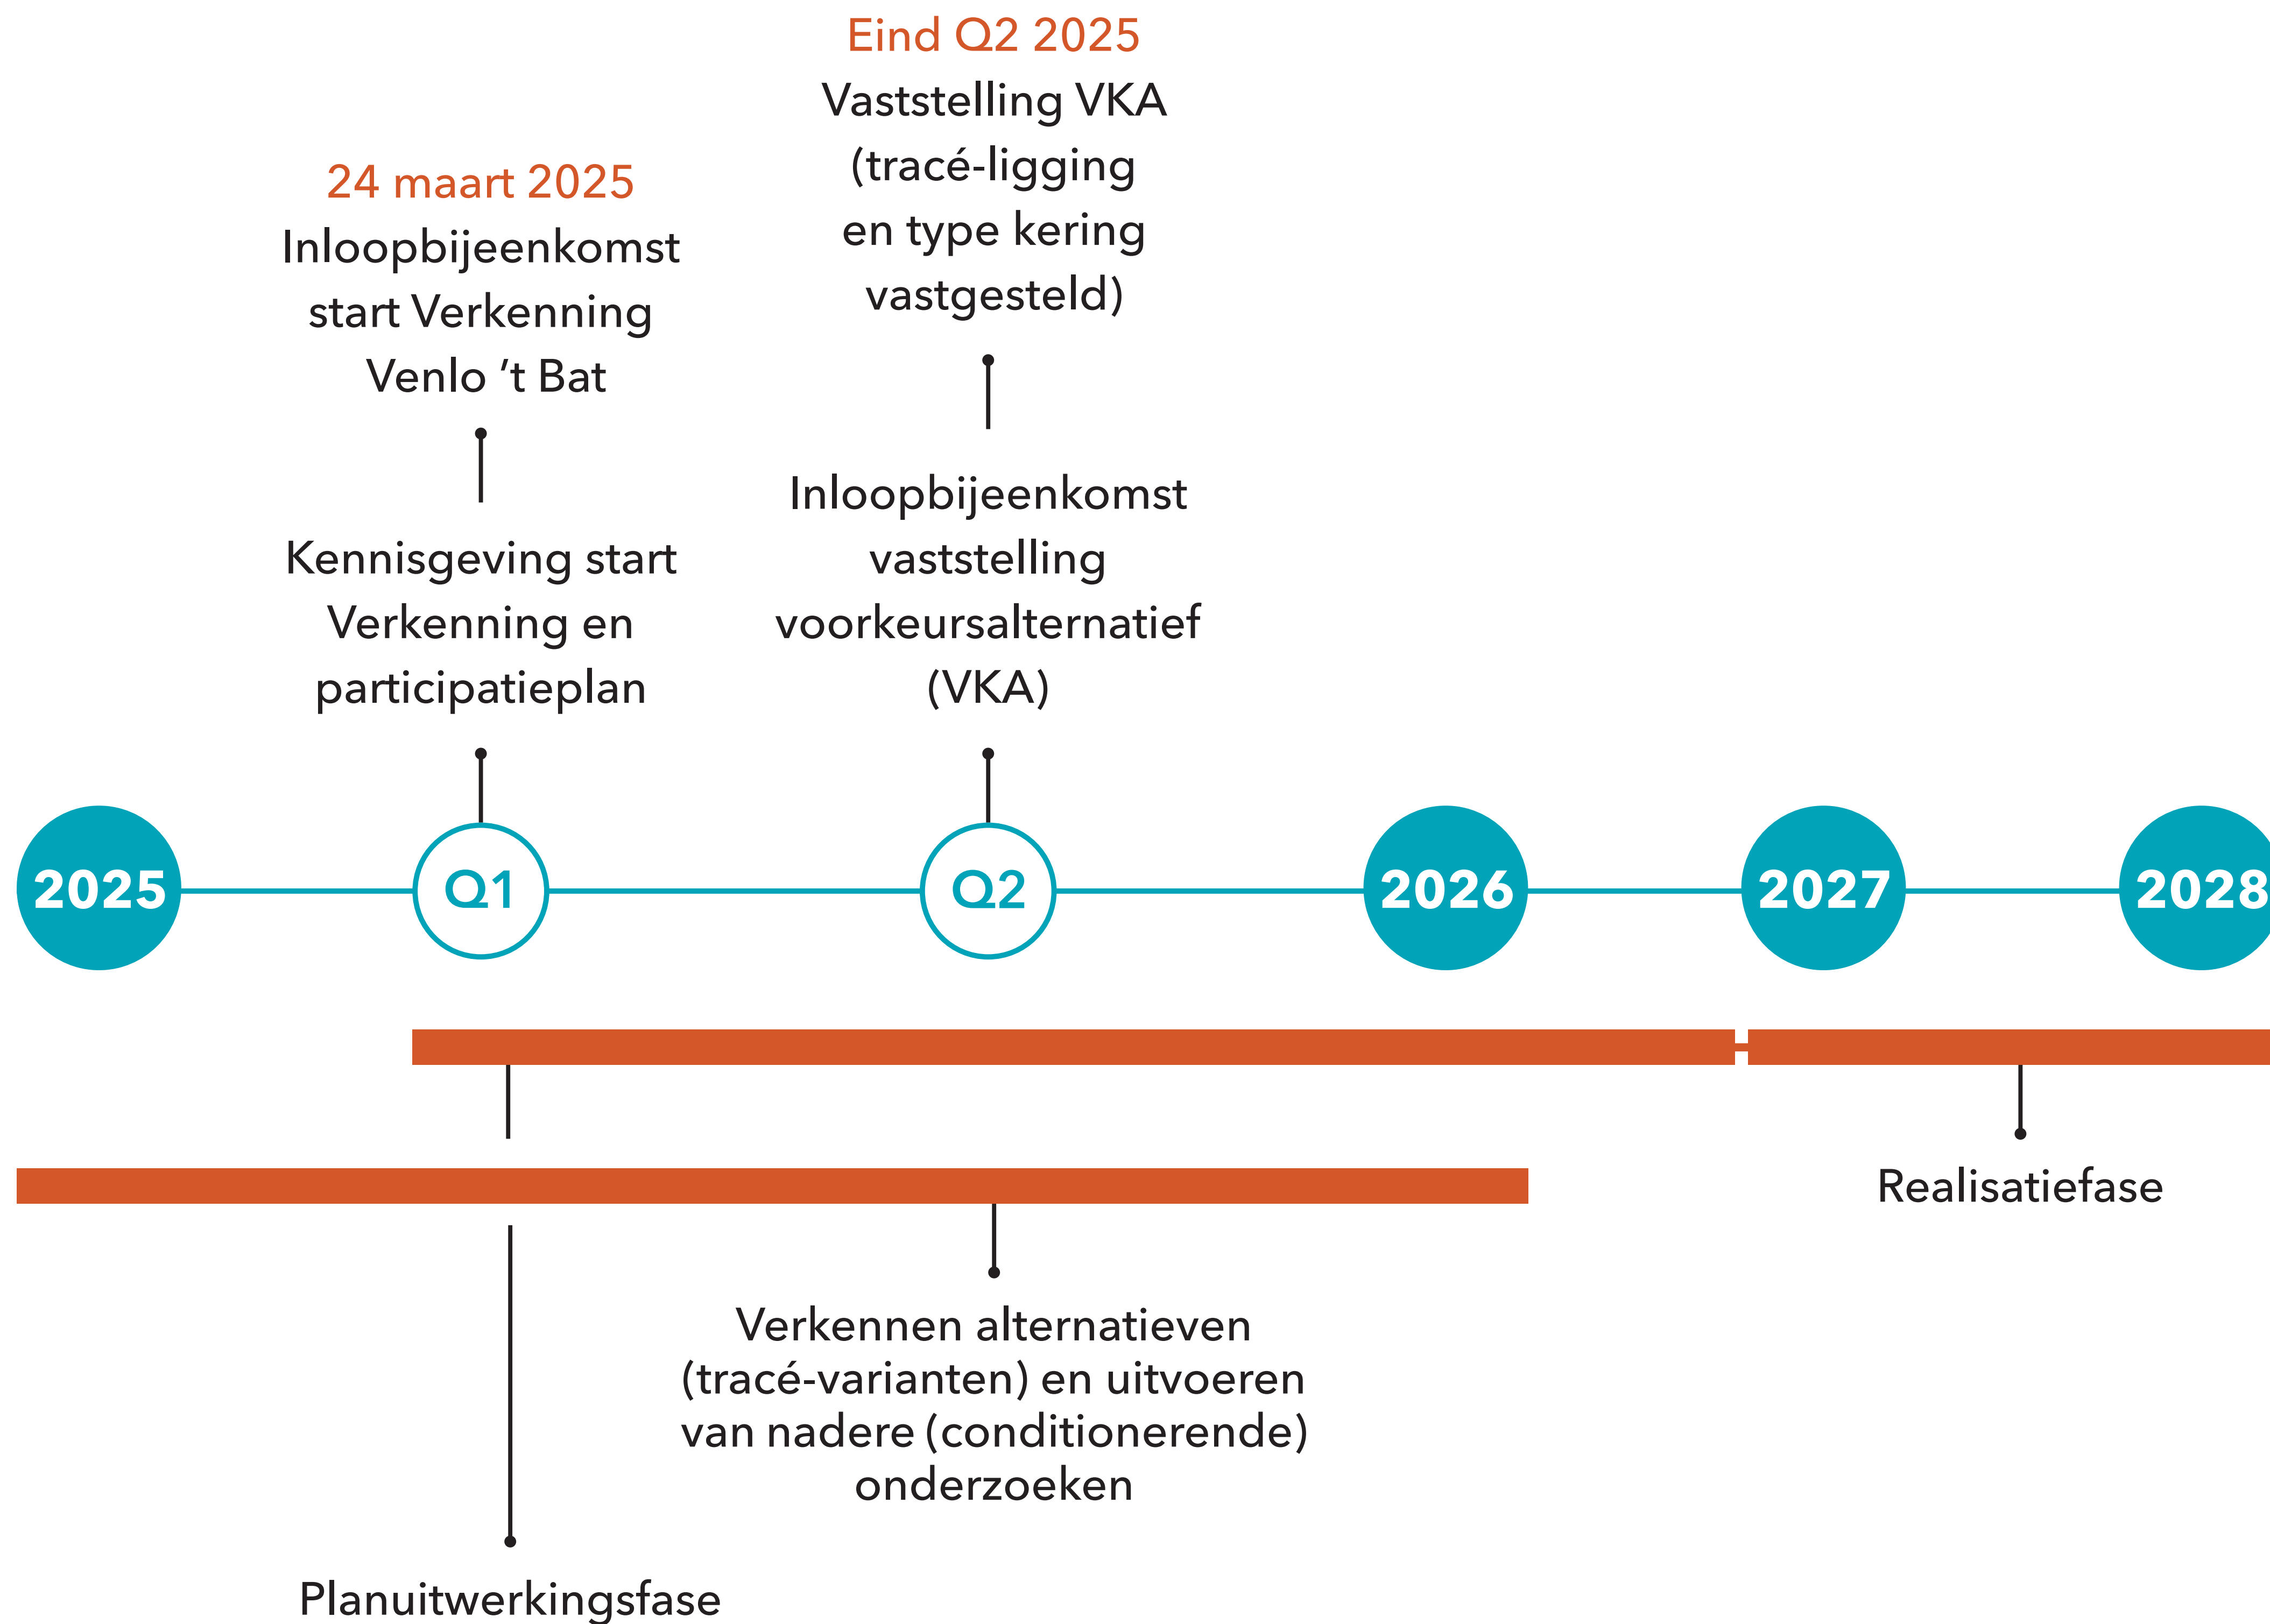 Eind Q2 2025
Vaststelling VKA
(tracé-ligging
en type kering
vastgesteld)
24 maart 2025
Inloopbijeenkomst
start Verkenning
Venlo ‘t Bat
Inloopbijeenkomst
vaststelling
voorkeursalternatief
(VKA)
Kennisgeving start
Verkenning en
participatieplan
2025
Q1
Q2
2026
2027
2028
Realisatiefase
Verkennen alternatieven
(tracé-varianten) en uitvoeren
van nadere (conditionerende)
onderzoeken
Planuitwerkingsfase